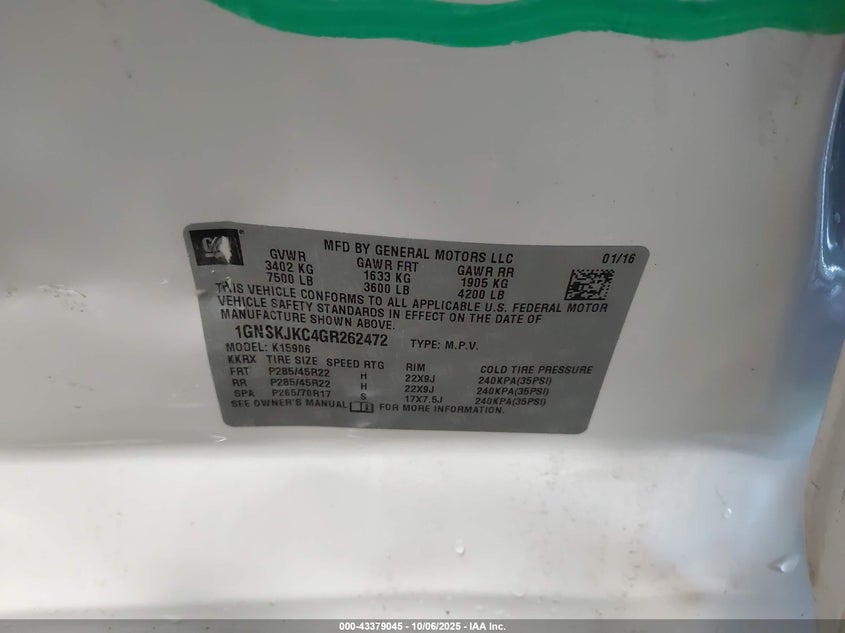 GM
MFD BY GENERAL MOTORS LLC 01/16
GVWR GAWR FRT GAWR RR
3402 KG 1633 KG 1905 KG
7500 LB 3600 LB 4200 LB
THIS VEHICLE CONFORMS TO ALL APPLICABLE U.S. FEDERAL MOTOR
VEHICLE SAFETY STANDARDS IN EFFECT ON THE DATE OF
MANUFACTURE SHOWN ABOVE.
1GNSKJKC4GR262472 TYPE: M.P.V.
MODEL: K15906
KKRX TIRE SIZE SPEED RTG RIM COLD TIRE PRESSURE
FRT P285/45R22 H 22X9J 240KPA(35PSI)
RR P285/45R22 H 22X9J 240KPA(35PSI)
SPA P265/70R17 S 17X7.5J 240KPA(35PSI)
SEE OWNER'S MANUAL FOR MORE INFORMATION.
000-43379045 - 10/06/2025 - IAA Inc.